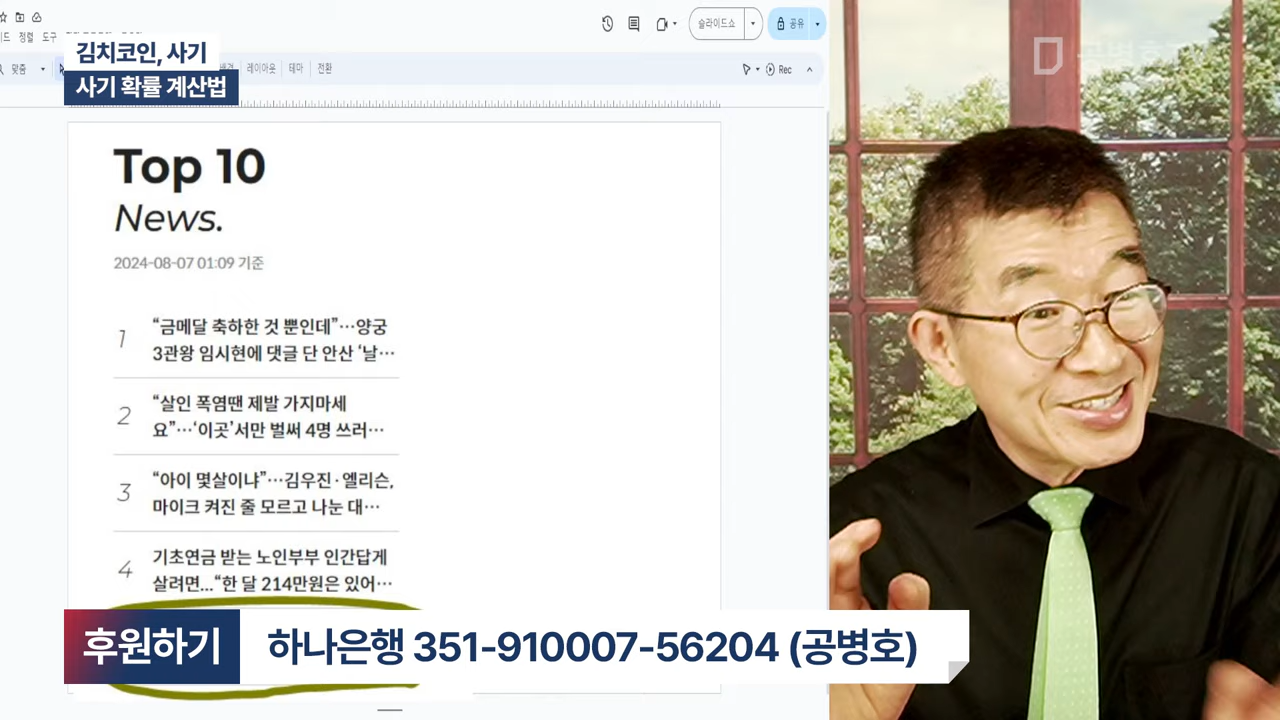 슬라이드쇼
공유
정렬 도구
김치코인, 사기
사기 확률 계산법
맞춤
레이아웃 테마 전환
Rec
Top 10
News.
2024-08-07 01:09 기준
1
“금메달 축하한 것 뿐인데”…양궁
3관왕 임시현에 댓글 단 안산 ‘날…
2
“살인 폭염땐 제발 가지마세
요”…‘이곳’서만 벌써 4명 쓰러…
3
“아이 몇살이냐”…김우진·엘리슨,
마이크 켜진 줄 모르고 나눈 대…
4
기초연금 받는 노인부부 인간답게
살려면... “한 달 214만원은 있어…
후원하기
하나은행 351-910007-56204 (공병호)